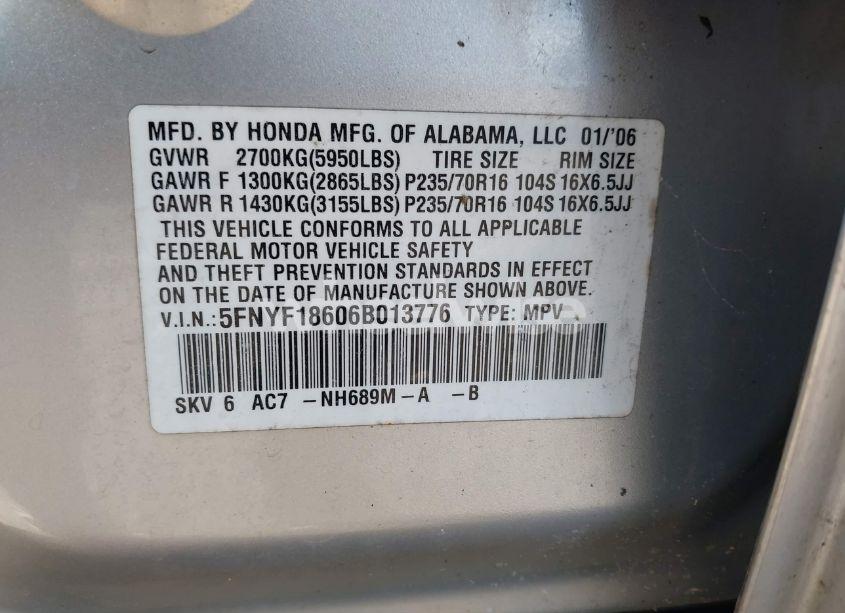 MFD. BY HONDA MFG. OF ALABAMA, LLC 01/'06
GVWR 2700KG(5950LBS) TIRE SIZE RIM SIZE
GAWR F 1300KG(2865LBS) P235/70R16 104S 16X6.5JJ
GAWR R 1430KG(3155LBS) P235/70R16 104S 16X6.5JJ
THIS VEHICLE CONFORMS TO ALL APPLICABLE
FEDERAL MOTOR VEHICLE SAFETY
AND THEFT PREVENTION STANDARDS IN EFFECT
ON THE DATE OF MANUFACTURE SHOWN ABOVE.
V.I.N.:5FNYF18606B013776 TYPE: MPV
SKV 6 AC7 -NH689M-A -B